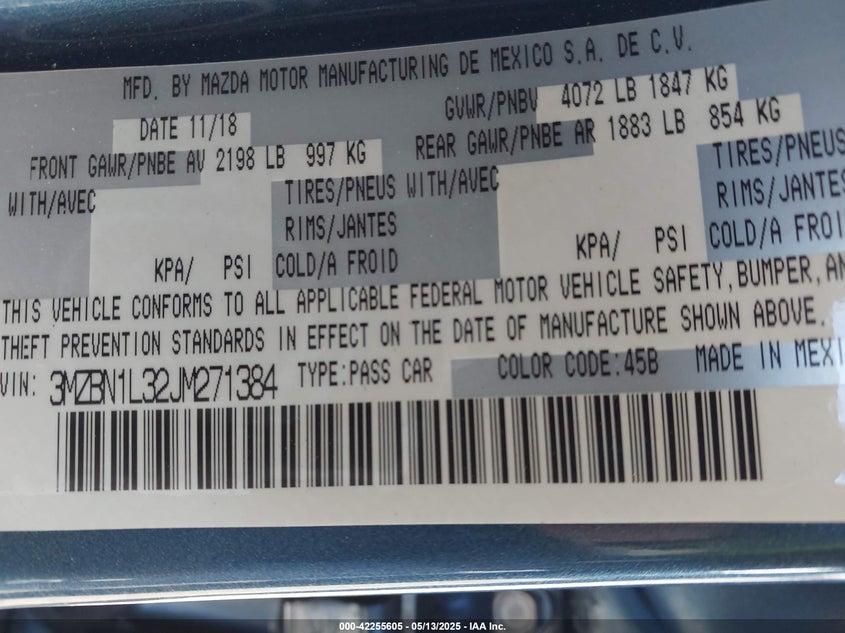 MFD. BY MAZDA MOTOR MANUFACTURING DE MEXICO S.A. DE C.V.
DATE 11/18 GVWR/PNBV 4072 LB 1847 KG
FRONT GAWR/PNBE AV 2198 LB 997 KG REAR GAWR/PNBE AR 1883 LB 854 KG
WITH/AVEC TIRES/PNEUS WITH/AVEC TIRES/PNEUS
RIMS/JANTES RIMS/JANTES
KPA/ PSI COLD/A FROID KPA/ PSI COLD/A FROI
THIS VEHICLE CONFORMS TO ALL APPLICABLE FEDERAL MOTOR VEHICLE SAFETY, BUMPER, AN
THEFT PREVENTION STANDARDS IN EFFECT ON THE DATE OF MANUFACTURE SHOWN ABOVE.
VIN: 3MZBN1L32JM271384 TYPE:PASS CAR COLOR CODE:45B MADE IN MEXI
000-42255605 - 05/13/2025 - IAA Inc.